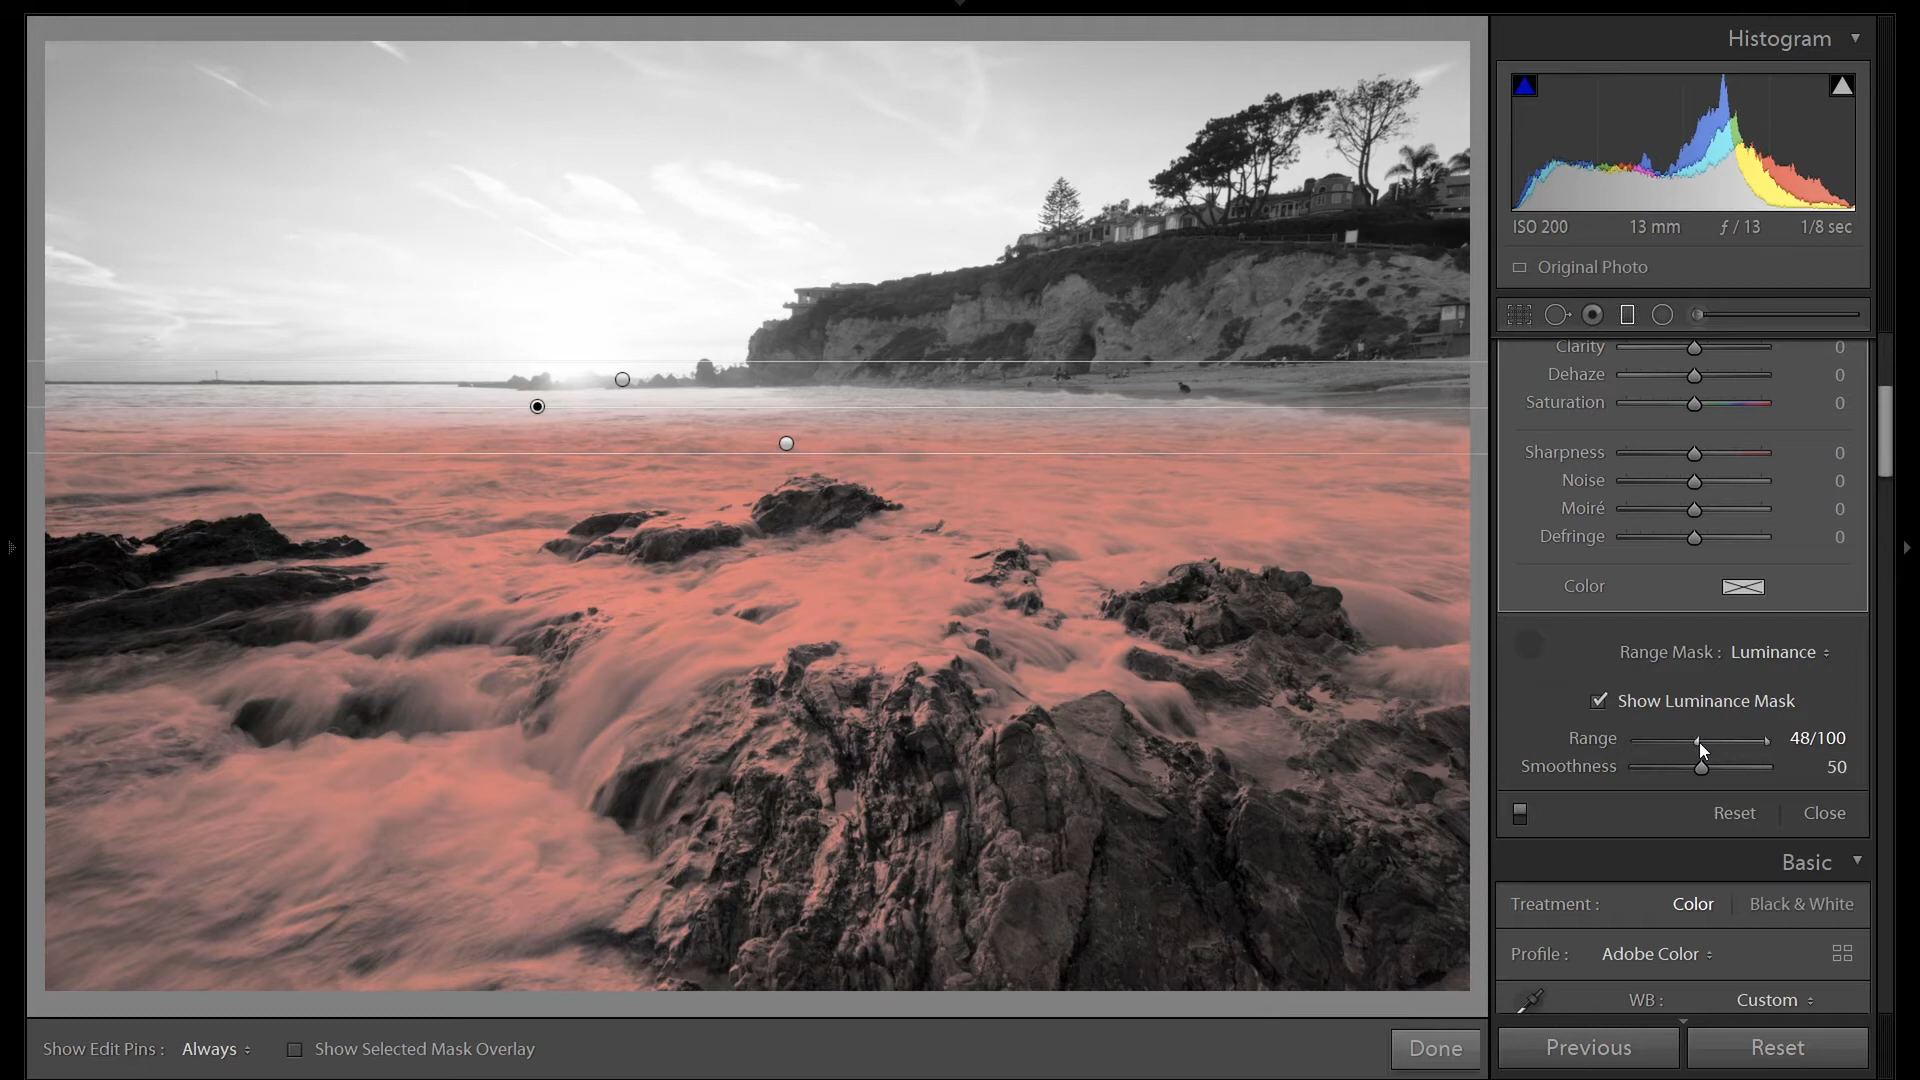 Histogram
ISO 200 13 mm ƒ / 13 1/8 sec
Original Photo
Clarity 0
Dehaze 0
Saturation 0
Sharpness 0
Noise 0
Moiré 0
Defringe 0
Color
Range Mask : Luminance
Show Luminance Mask
Range 48/100
Smoothness 50
Reset Close
Basic
Treatment : Color Black & White
Profile : Adobe Color
WB : Custom
Show Edit Pins : Always Show Selected Mask Overlay Done Previous Reset